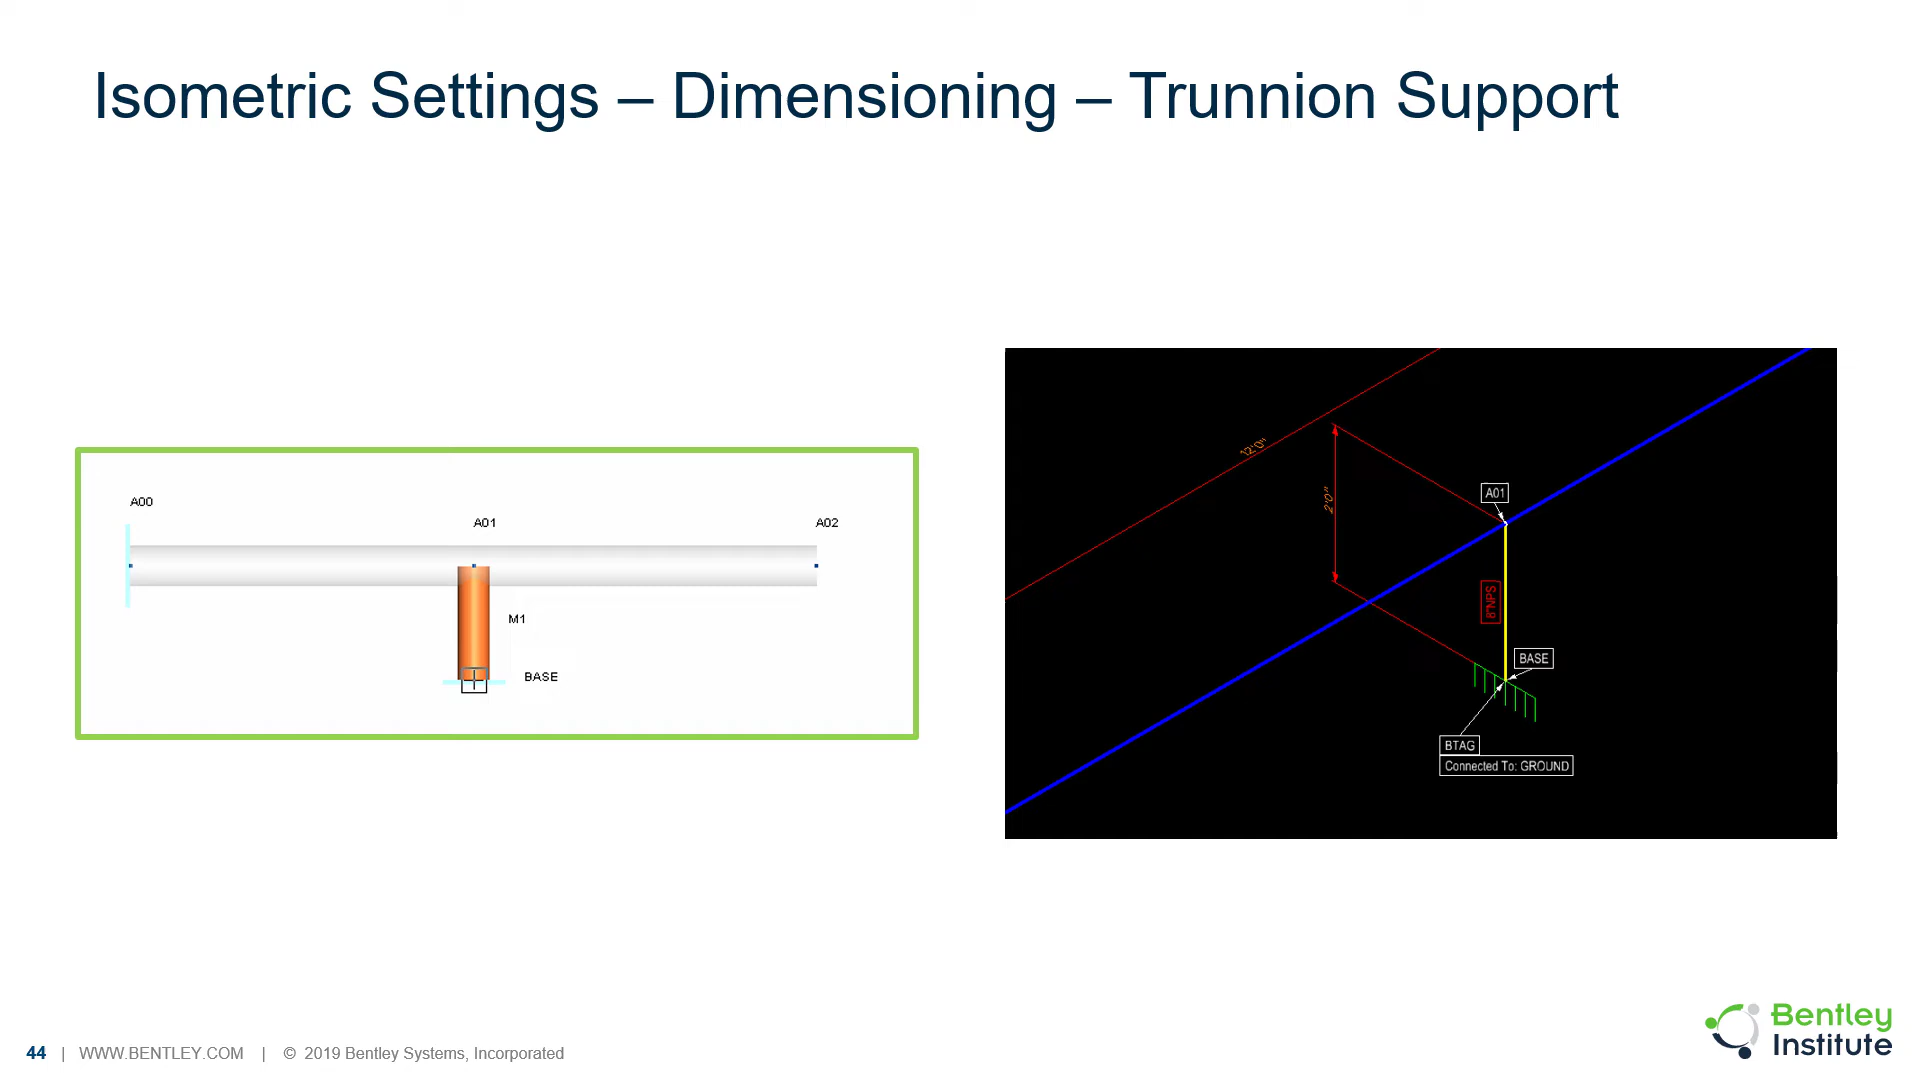 Isometric Settings – Dimensioning – Trunnion Support
A00
A01
A02
M1
BASE
12'0"
2'0"
A01
8"NPS
BASE
BTAG
Connected To: GROUND
44 | WWW.BENTLEY.COM | © 2019 Bentley Systems, Incorporated
Bentley
Institute